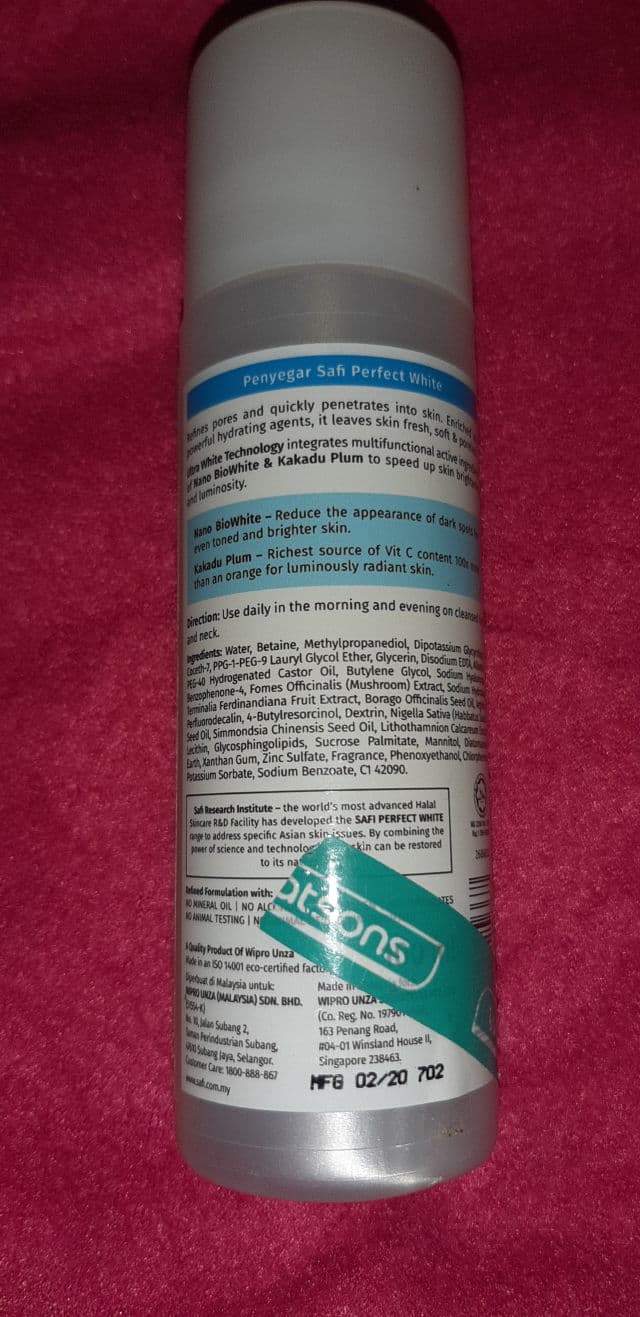 Penyegar Safi Perfect White
Refines pores and quickly penetrates into skin. Enriched
powerful hydrating agents, it leaves skin fresh, soft &
Ultra White Technology integrates multifunctional active
of Nano BioWhite & Kakadu Plum to speed up skin
and luminosity.
Nano BioWhite – Reduce the appearance of dark spots
even toned and brighter skin.
Kakadu Plum – Richest source of Vit C content 100x
than an orange for luminously radiant skin.
Direction: Use daily in the morning and evening on
and neck.
Ingredients: Water, Betaine, Methylpropanediol, Dipotassium
Coceth-7, PPG-1-PEG-9 Lauryl Glycol Ether, Glycerin, Disodium EDTA,
PEG-40 Hydrogenated Castor Oil, Butylene Glycol, Sodium
Benzophenone-4, Fomes Officinalis (Mushroom) Extract, Sodium
Terminalia Ferdinandiana Fruit Extract, Borago Officinalis Seed Oil,
Perfluorodecalin, 4-Butylresorcinol, Dextrin, Nigella Sativa
Seed Oil, Simmondsia Chinensis Seed Oil, Lithothamnion Calcareum
Lecithin, Glycosphingolipids, Sucrose Palmitate, Mannitol,
Earth, Xanthan Gum, Zinc Sulfate, Fragrance, Phenoxyethanol,
Potassium Sorbate, Sodium Benzoate, C1 42090.
Safi Research Institute – the world's most advanced Halal
Skincare R&D Facility has developed the SAFI PERFECT WHITE
range to address specific Asian skin issues. By combining the
power of science and skin can be restored
to its
Refined Formulation with:
NO MINERAL OIL | NO
NO ANIMAL TESTING |
atsons
A Quality Product Of Wipro Unza
Made in an ISO 14001 eco-certified
Diperbuat di Malaysia untuk:
WIPRO UNZA (MALAYSIA) SDN. BHD.
No. 10, Jalan Subang 2,
Taman Perindustrian Subang,
Subang Jaya, Selangor.
Customer Care: 1800-888-867
www.safi.com.my
Made
WIPRO UNZA
(Co. Reg. No.
163 Penang Road,
#04-01 Winsland House II,
Singapore 238463.
MFG 02/20 702